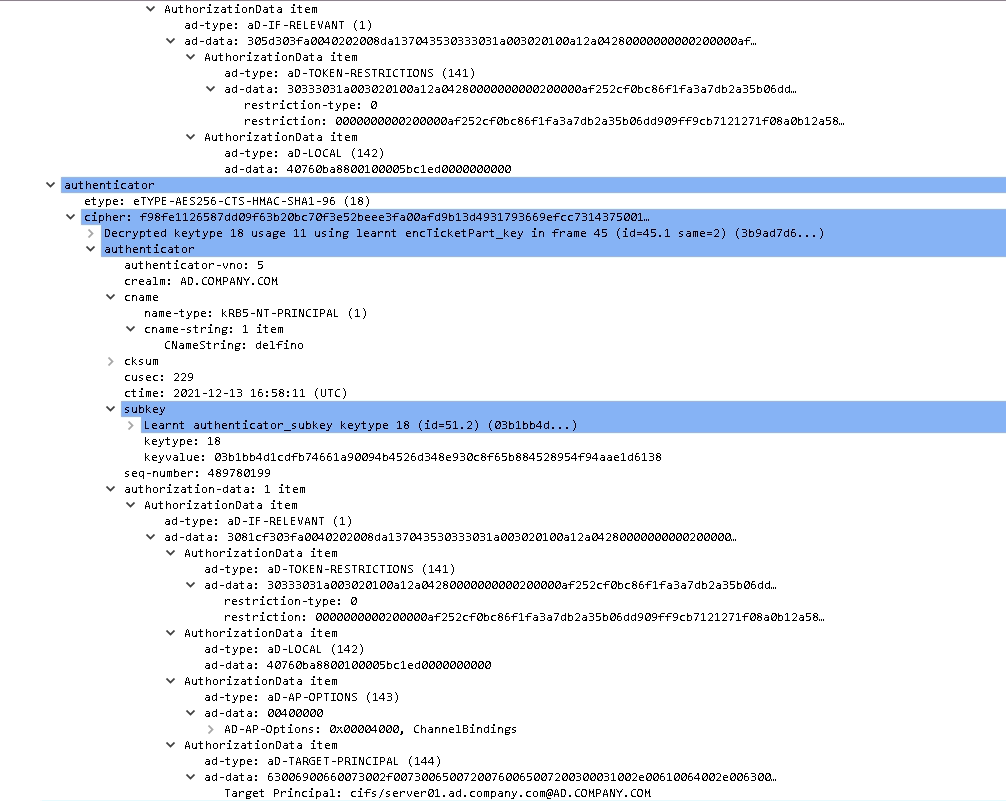 AuthorizationData item
ad-type: aD-IF-RELEVANT (1)
ad-data: 305d303fa0040202008da137043530333031a003020100a12a04280000000000200000af…
AuthorizationData item
ad-type: aD-TOKEN-RESTRICTIONS (141)
ad-data: 30333031a003020100a12a04280000000000200000af252cf0bc86f1fa3a7db2a35b06dd…
restriction-type: 0
restriction: 0000000000200000af252cf0bc86f1fa3a7db2a35b06dd909ff9cb7121271f08a0b12a58…
AuthorizationData item
ad-type: aD-LOCAL (142)
ad-data: 40760ba8800100005bc1ed0000000000
authenticator
etype: eTYPE-AES256-CTS-HMAC-SHA1-96 (18)
cipher: f98fe1126587dd09f63b20bc70f3e52beee3fa00afd9b13d4931793669efcc7314375001…
Decrypted keytype 18 usage 11 using learnt encTicketPart_key in frame 45 (id=45.1 same=2) (3b9ad7d6...)
authenticator
authenticator-vno: 5
crealm: AD.COMPANY.COM
cname
name-type: kRB5-NT-PRINCIPAL (1)
cname-string: 1 item
CNameString: delfino
cksum
cusec: 229
ctime: 2021-12-13 16:58:11 (UTC)
subkey
Learnt authenticator_subkey keytype 18 (id=51.2) (03b1bb4d...)
keytype: 18
keyvalue: 03b1bb4d1cdfb74661a90094b4526d348e930c8f65b884528954f94aae1d6138
seq-number: 489780199
authorization-data: 1 item
AuthorizationData item
ad-type: aD-IF-RELEVANT (1)
ad-data: 3081cf303fa0040202008da137043530333031a003020100a12a04280000000000200000…
AuthorizationData item
ad-type: aD-TOKEN-RESTRICTIONS (141)
ad-data: 30333031a003020100a12a04280000000000200000af252cf0bc86f1fa3a7db2a35b06dd…
restriction-type: 0
restriction: 0000000000200000af252cf0bc86f1fa3a7db2a35b06dd909ff9cb7121271f08a0b12a58…
AuthorizationData item
ad-type: aD-LOCAL (142)
ad-data: 40760ba8800100005bc1ed0000000000
AuthorizationData item
ad-type: aD-AP-OPTIONS (143)
ad-data: 00400000
AD-AP-Options: 0x00004000, ChannelBindings
AuthorizationData item
ad-type: aD-TARGET-PRINCIPAL (144)
ad-data: 63006900660073002f00730065007200760065007200300031002e00610064002e006300…
Target Principal: cifs/server01.ad.company.com@AD.COMPANY.COM